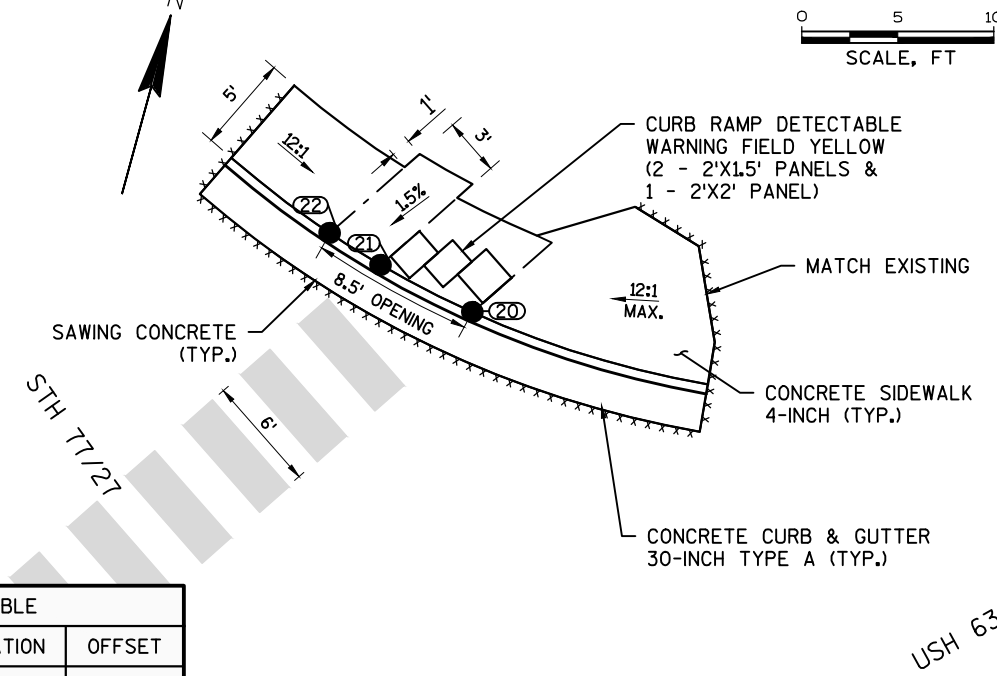 N
0 5 10
SCALE, FT
5'
1'
3'
12:1
1.5%
CURB RAMP DETECTABLE
WARNING FIELD YELLOW
(2 - 2'X1.5' PANELS &
1 - 2'X2' PANEL)
22
21
20
8.5' OPENING
12:1
MAX.
MATCH EXISTING
SAWING CONCRETE
(TYP.)
STH 77/27
6'
CONCRETE SIDEWALK
4-INCH (TYP.)
CONCRETE CURB & GUTTER
30-INCH TYPE A (TYP.)
USH 63
BLE
TION OFFSET